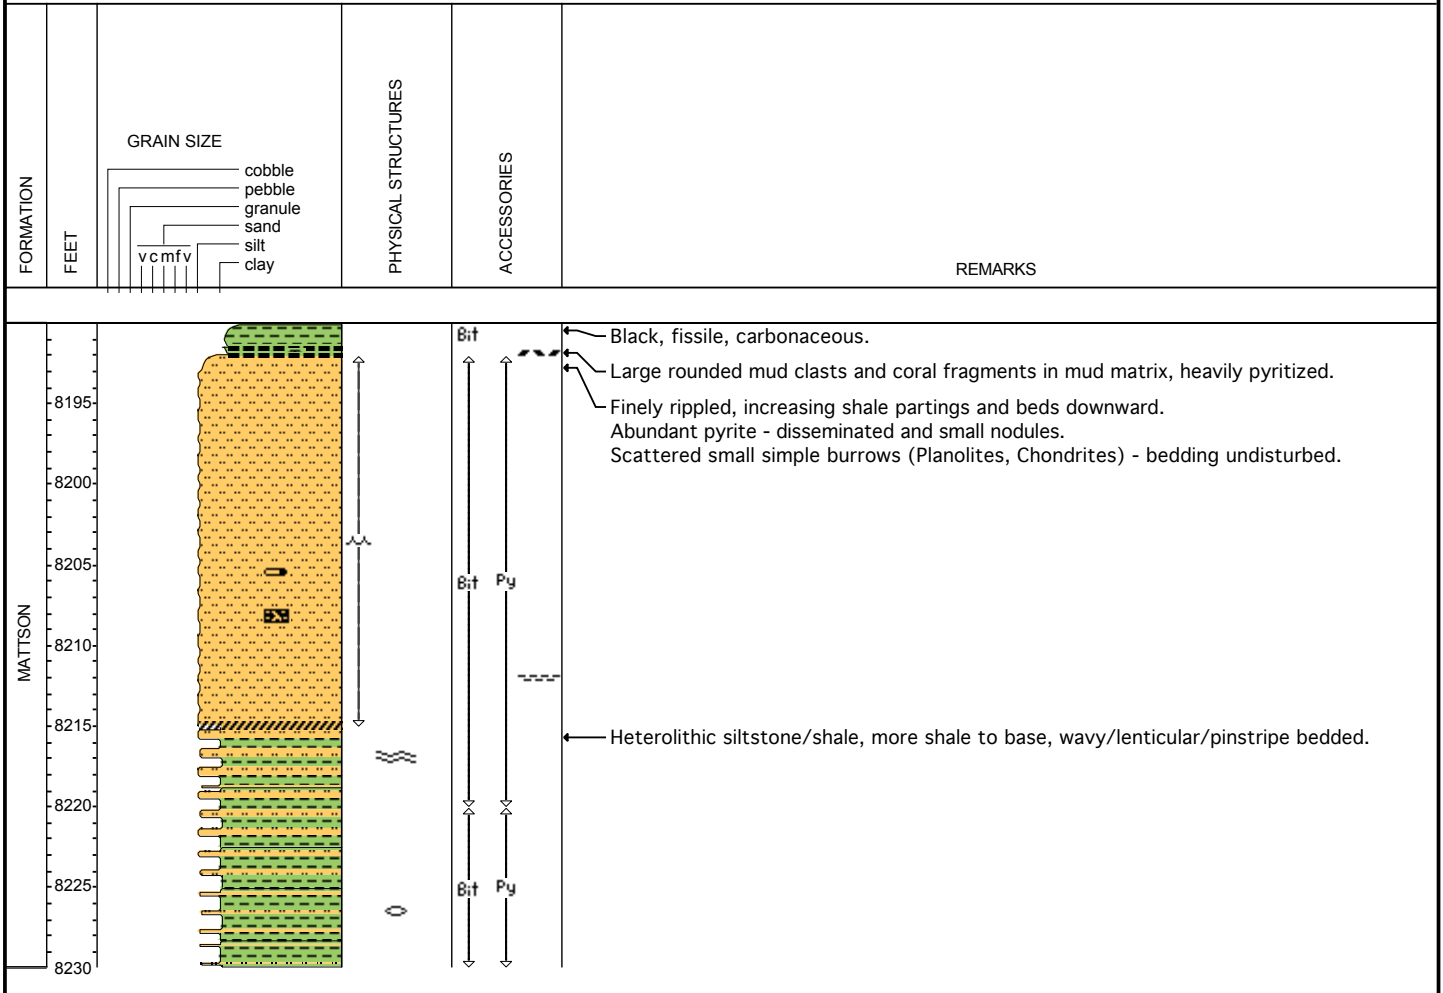 FORMATION
FEET
GRAIN SIZE
cobble
pebble
granule
sand
silt
clay
v c m f v
PHYSICAL STRUCTURES
ACCESSORIES
REMARKS
MATTSON
8195
8200
8205
8210
8215
8220
8225
8230
Bit
Bit
Py
Bit
Py
Black, fissile, carbonaceous.
Large rounded mud clasts and coral fragments in mud matrix, heavily pyritized.
Finely rippled, increasing shale partings and beds downward.
Abundant pyrite - disseminated and small nodules.
Scattered small simple burrows (Planolites, Chondrites) - bedding undisturbed.
Heterolithic siltstone/shale, more shale to base, wavy/lenticular/pinstripe bedded.